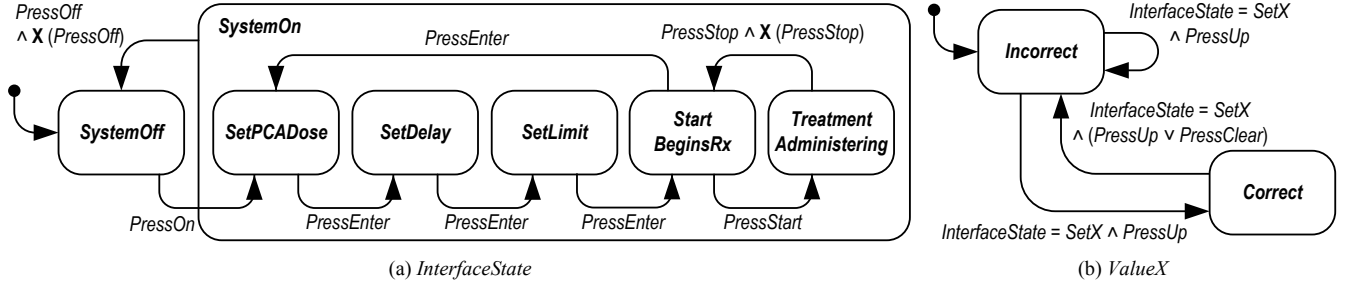 PressOff
∧ X (PressOff)
SystemOn
PressEnter
PressStop ∧ X (PressStop)
SystemOff
SetPCADose
SetDelay
SetLimit
Start
BeginsRx
Treatment
Administering
PressOn
PressEnter
PressEnter
PressEnter
PressStart
(a) InterfaceState
InterfaceState = SetX
∧ PressUp
Incorrect
InterfaceState = SetX
∧ (PressUp ∨ PressClear)
Correct
InterfaceState = SetX ∧ PressUp
(b) ValueX